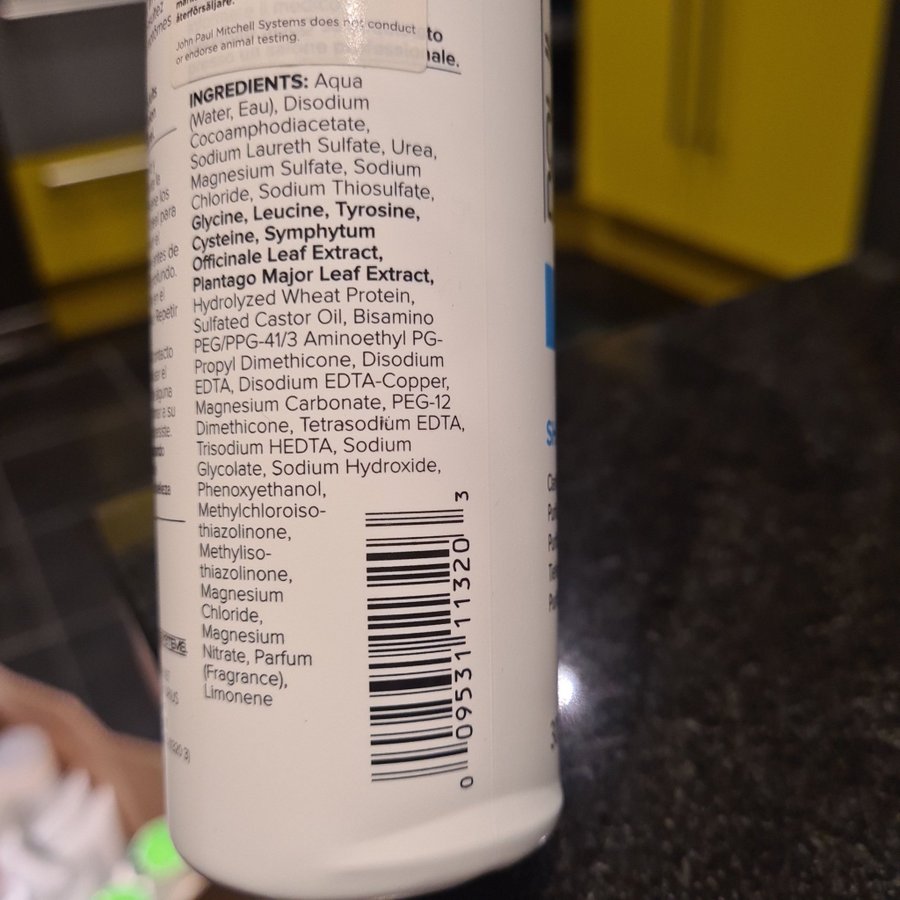 återförsäljare.
John Paul Mitchell Systems does not conduct
or endorse animal testing.
to
ale.
INGREDIENTS: Aqua
(Water, Eau), Disodium
Cocoamphodiacetate,
Sodium Laureth Sulfate, Urea,
Magnesium Sulfate, Sodium
Chloride, Sodium Thiosulfate,
Glycine, Leucine, Tyrosine,
Cysteine, Symphytum
Officinale Leaf Extract,
Plantago Major Leaf Extract,
Hydrolyzed Wheat Protein,
Sulfated Castor Oil, Bisamino
PEG/PPG-41/3 Aminoethyl PG-
Propyl Dimethicone, Disodium
EDTA, Disodium EDTA-Copper,
Magnesium Carbonate, PEG-12
Dimethicone, Tetrasodium EDTA,
Trisodium HEDTA, Sodium
Glycolate, Sodium Hydroxide,
Phenoxyethanol,
Methylchloroiso-
thiazolinone,
Methyliso-
thiazolinone,
Magnesium
Chloride,
Magnesium
Nitrate, Parfum
(Fragrance),
Limonene
0 09531 11320 3